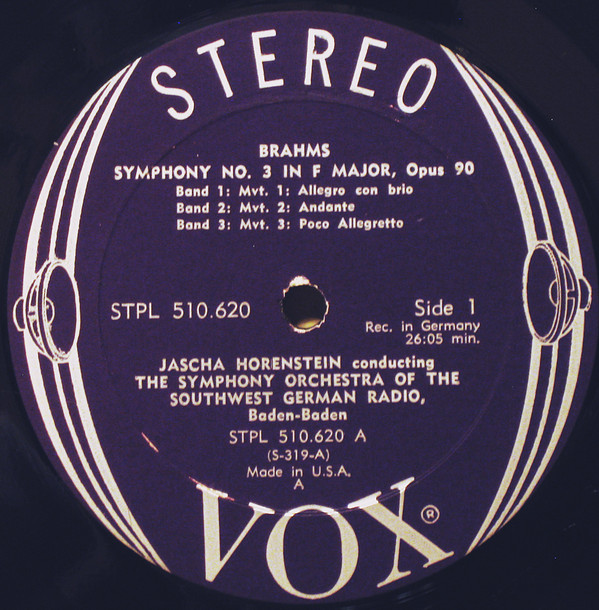 STEREO
BRAHMS
SYMPHONY NO. 3 IN F MAJOR, Opus 90
Band 1: Mvt. 1: Allegro con brio
Band 2: Mvt. 2: Andante
Band 3: Mvt. 3: Poco Allegretto
STPL 510.620
Side 1
Rec. in Germany
26:05 min.
JASCHA HORENSTEIN conducting
THE SYMPHONY ORCHESTRA OF THE
SOUTHWEST GERMAN RADIO,
Baden-Baden
STPL 510.620 A
(S-319-A)
Made in U.S.A.
A
VOX®